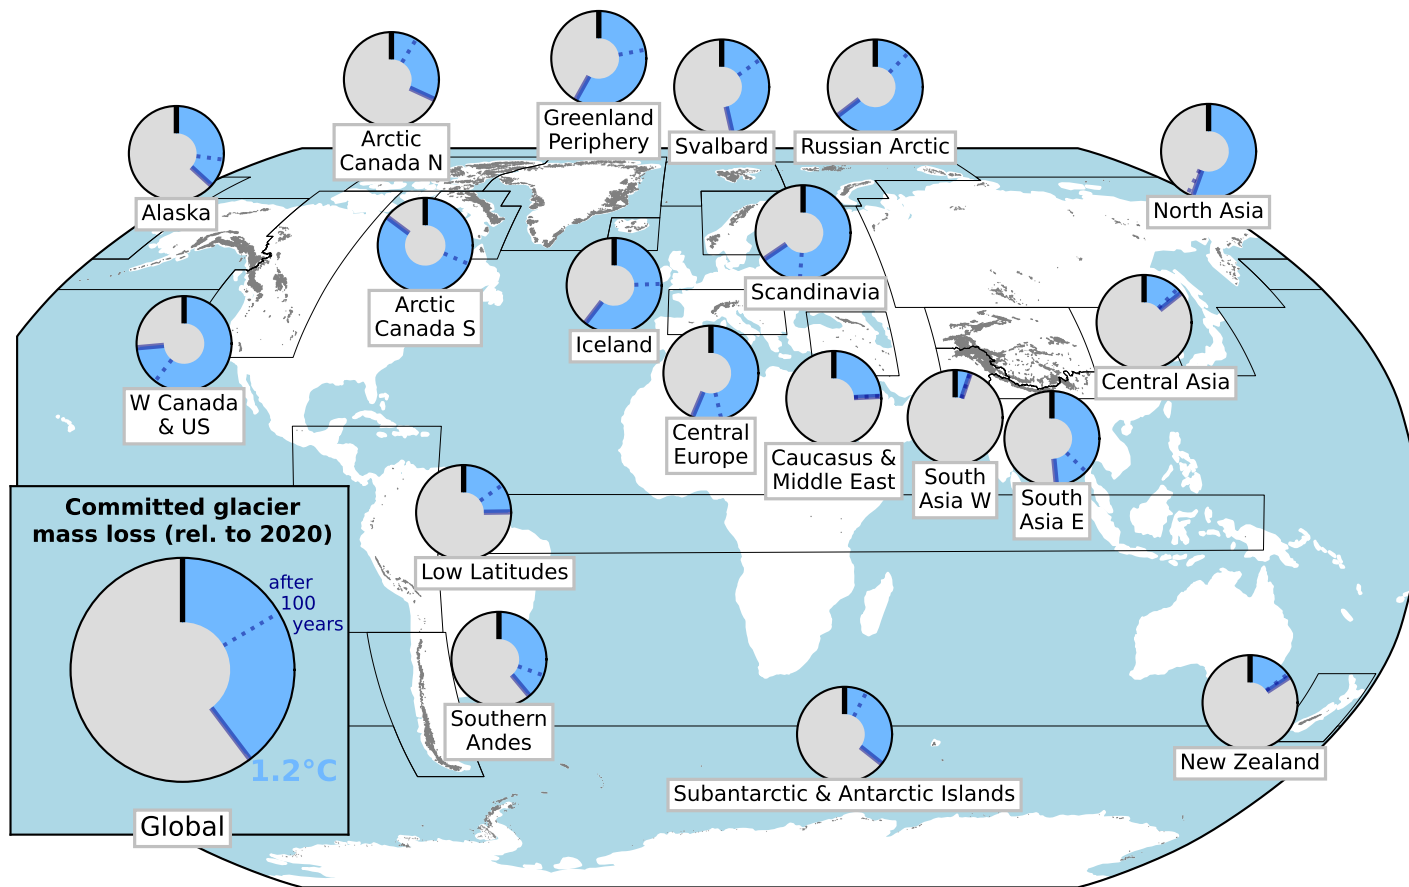 Greenland
Periphery
Arctic
Canada N
Svalbard
Russian Arctic
Alaska
North Asia
Arctic
Canada S
Scandinavia
Iceland
Central Asia
W Canada
& US
Central
Europe
Caucasus &
Middle East
South
Asia W
South
Asia E
Committed glacier
mass loss (rel. to 2020)
after
100
years
1.2°C
Global
Low Latitudes
Southern
Andes
Subantarctic & Antarctic Islands
New Zealand